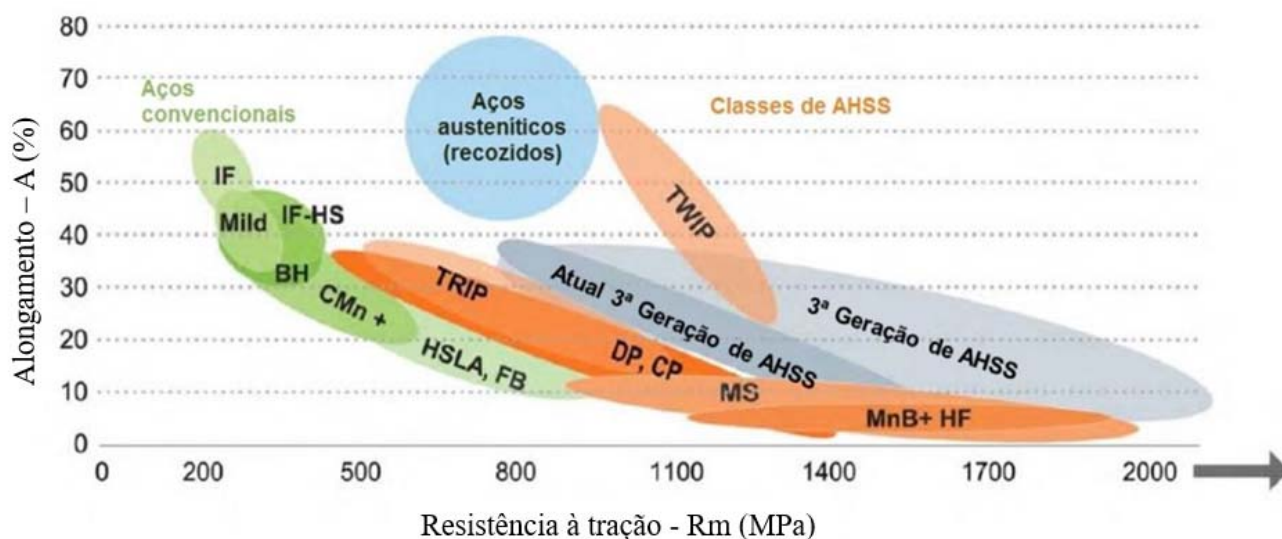 80
70
60
50
40
30
20
10
0
Alongamento – A (%)
Aços
convencionais
Aços
austeníticos
(recozidos)
Classes de AHSS
IF
Mild
IF-HS
BH
CMn +
HSLA, FB
TRIP
DP, CP
TWIP
Atual 3ª Geração de AHSS
3ª Geração de AHSS
MS
MnB+ HF
0 200 500 800 1100 1400 1700 2000
Resistência à tração - Rm (MPa)